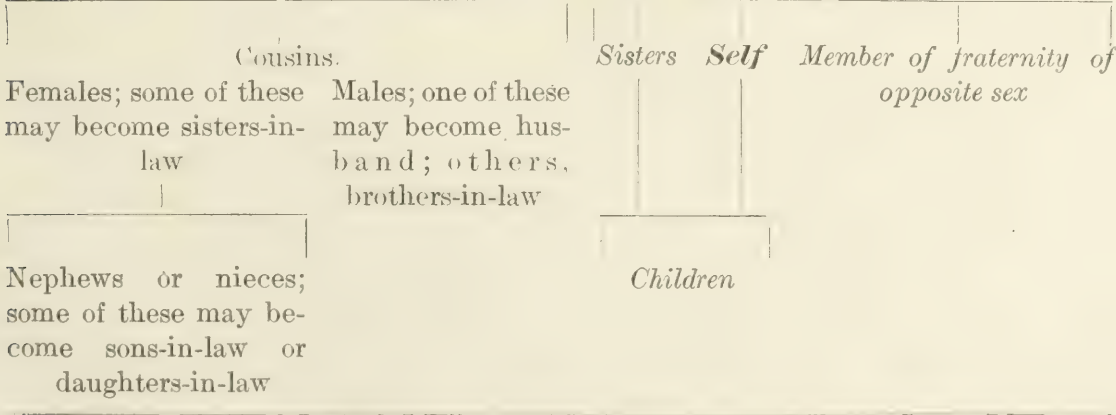 Cousins.
Sisters Self Member of fraternity of
opposite sex
Females; some of these
may become sisters-in-
law
Males; one of these
may become hus-
band; others,
brothers-in-law
Nephews or nieces;
some of these may be-
come sons-in-law or
daughters-in-law
Children